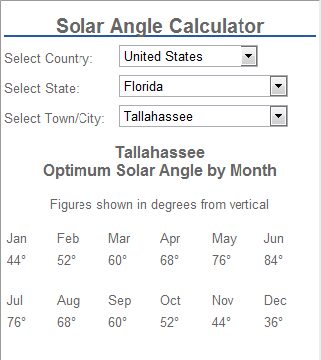 Solar Angle Calculator
Select Country: United States
Select State: Florida
Select Town/City: Tallahassee
Tallahassee
Optimum Solar Angle by Month
Figures shown in degrees from vertical
Jan Feb Mar Apr May Jun
44° 52° 60° 68° 76° 84°
Jul Aug Sep Oct Nov Dec
76° 68° 60° 52° 44° 36°